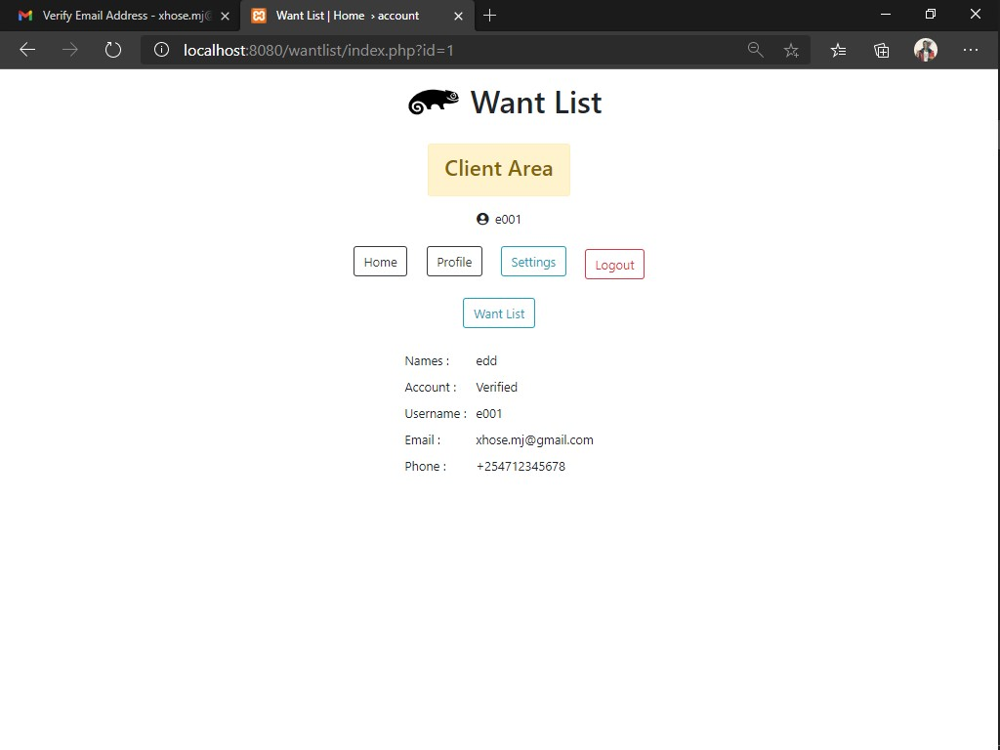 Verify Email Address - xhose.mj@
Want List | Home › account
localhost:8080/wantlist/index.php?id=1
Want List
Client Area
e001
Home Profile Settings Logout
Want List
Names : edd
Account : Verified
Username : e001
Email : xhose.mj@gmail.com
Phone : +254712345678